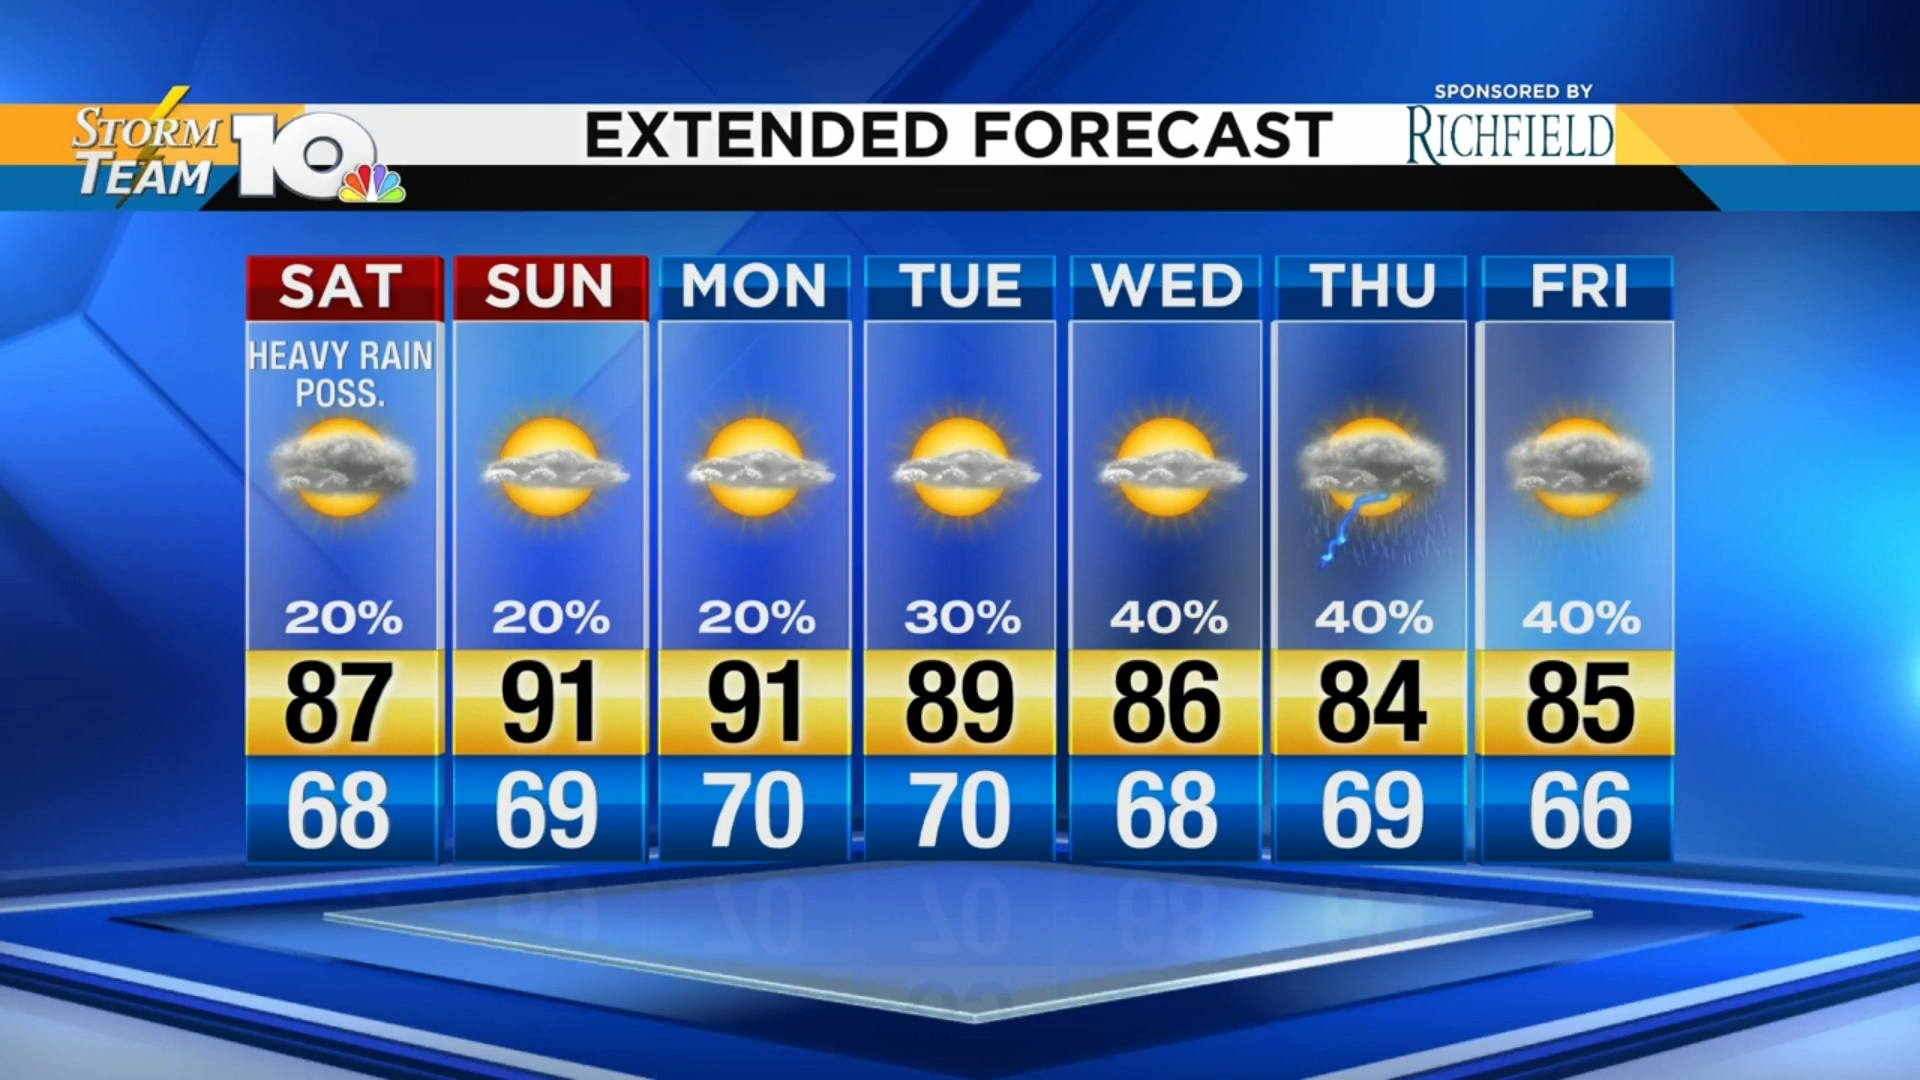 SPONSORED BY
STORM
TEAM
10
EXTENDED FORECAST
RICHFIELD
SAT SUN MON TUE WED THU FRI
HEAVY RAIN
POSS.
20% 20% 20% 30% 40% 40% 40%
87 91 91 89 86 84 85
68 69 70 70 68 69 66